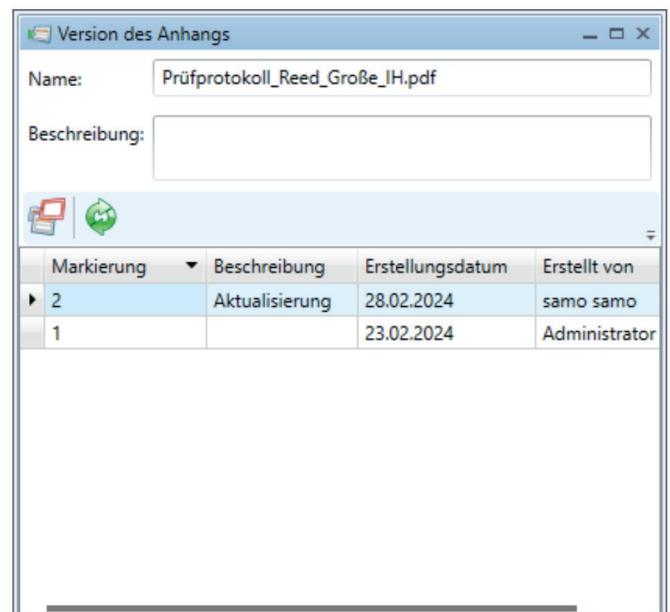 Version des Anhangs
Name: Prüfprotokoll_Reed_Große_IH.pdf
Beschreibung:
Markierung Beschreibung Erstellungsdatum Erstellt von
2 Aktualisierung 28.02.2024 samo samo
1 23.02.2024 Administrator